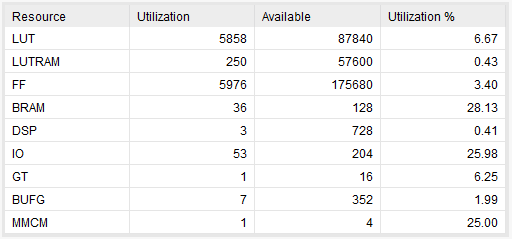 Resource Utilization Available Utilization %
LUT 5858 87840 6.67
LUTRAM 250 57600 0.43
FF 5976 175680 3.40
BRAM 36 128 28.13
DSP 3 728 0.41
IO 53 204 25.98
GT 1 16 6.25
BUFG 7 352 1.99
MMCM 1 4 25.00